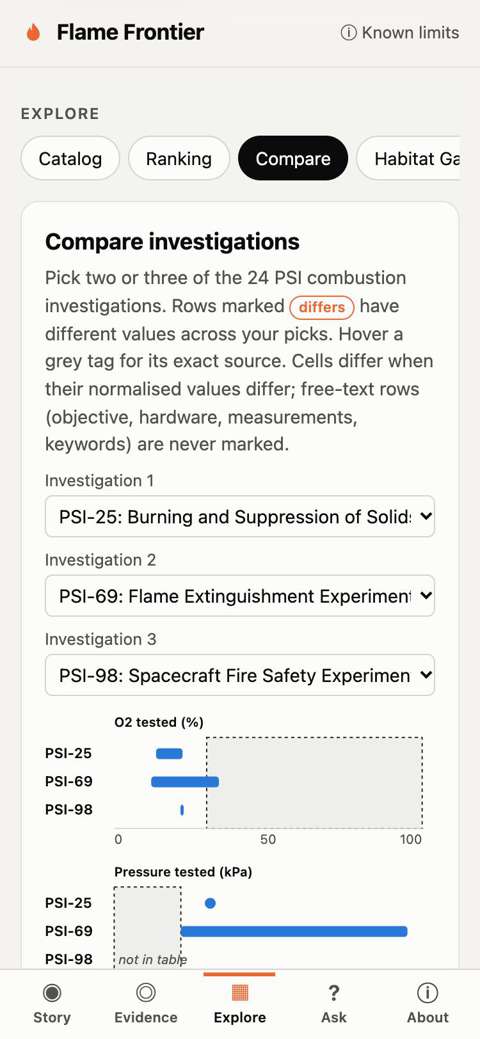 Flame Frontier
ⓘ Known limits
EXPLORE
Catalog
Ranking
Compare
Habitat Ga
Compare investigations
Pick two or three of the 24 PSI combustion
investigations. Rows marked differs have
different values across your picks. Hover a
grey tag for its exact source. Cells differ when
their normalised values differ; free-text rows
(objective, hardware, measurements,
keywords) are never marked.
Investigation 1
PSI-25: Burning and Suppression of Solids
Investigation 2
PSI-69: Flame Extinguishment Experiment
Investigation 3
PSI-98: Spacecraft Fire Safety Experimen
O2 tested (%)
PSI-25
PSI-69
PSI-98
0 50 100
Pressure tested (kPa)
PSI-25
PSI-69
PSI-98 not in table
Story
Evidence
Explore
? Ask
About